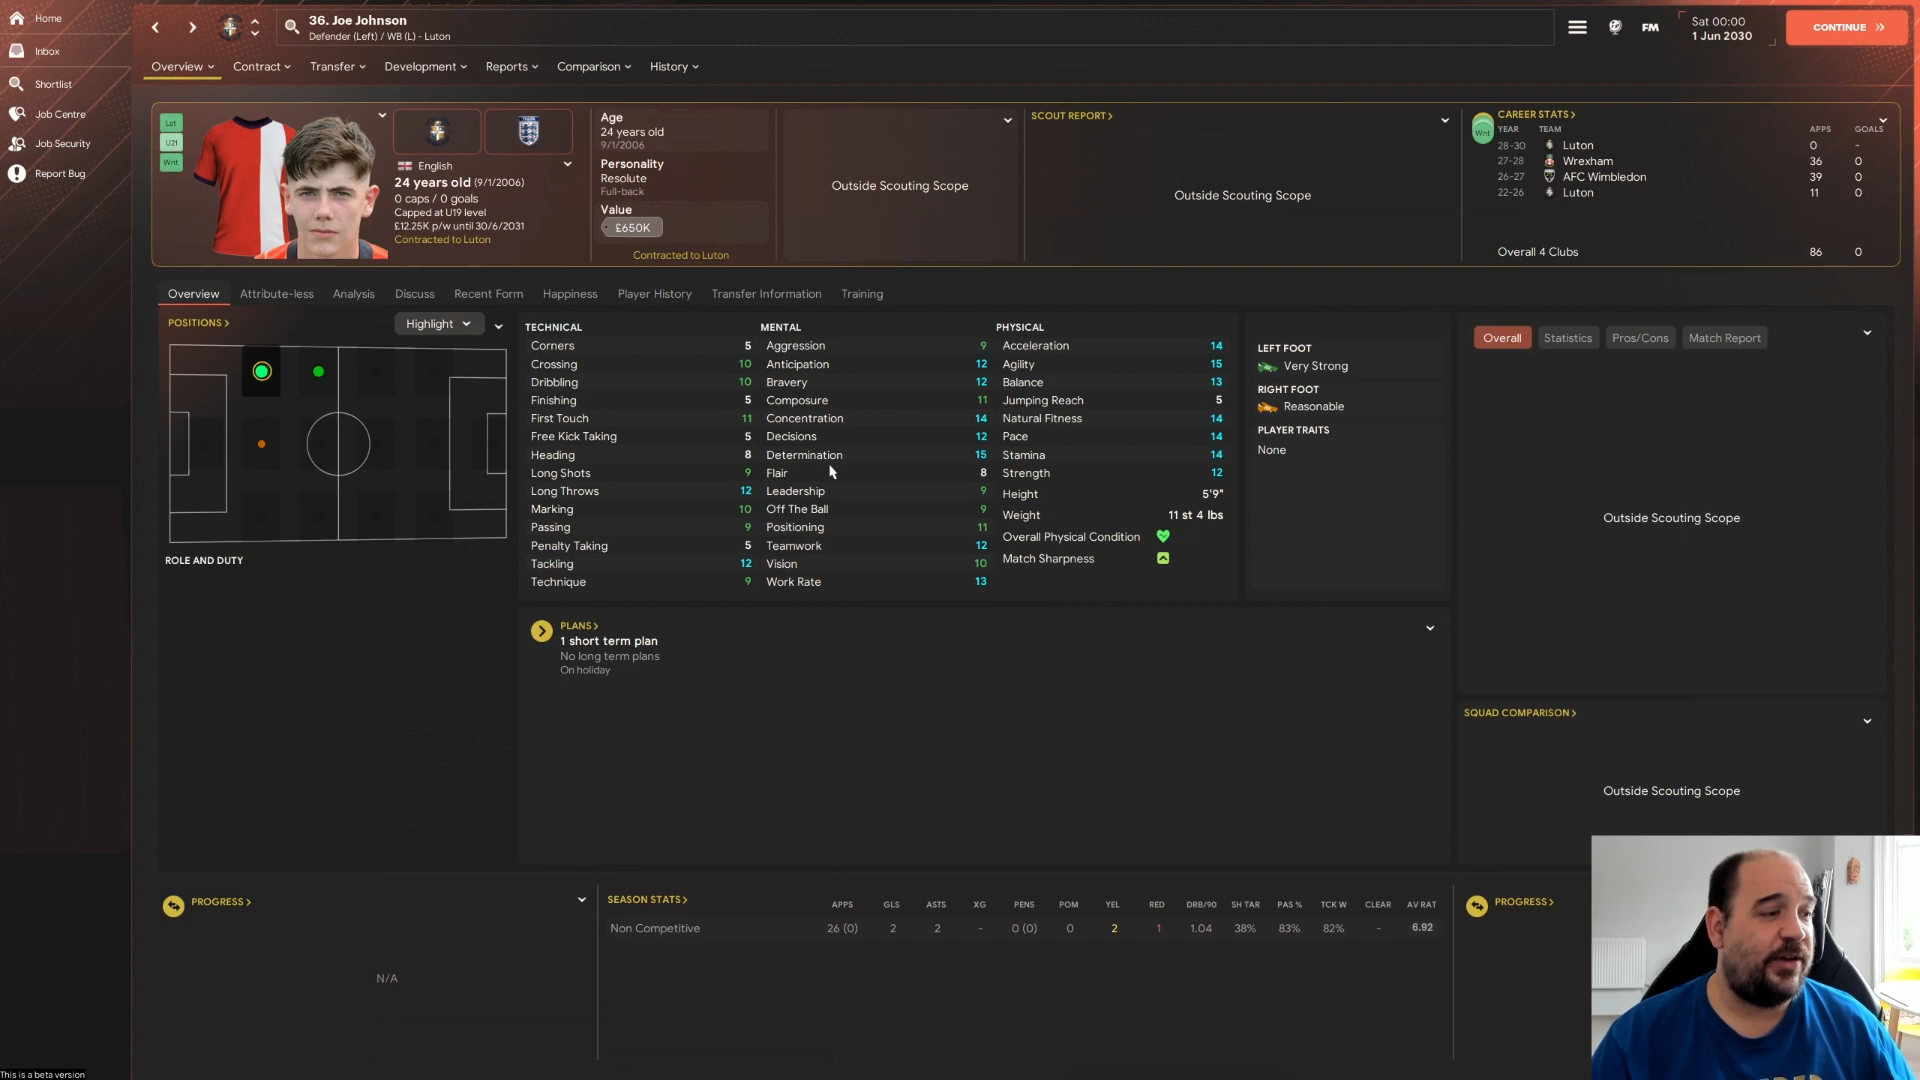 Home
Inbox
Shortlist
Job Centre
Job Security
Report Bug
36. Joe Johnson
Defender (Left) / WB (L) - Luton
FM
Sat 00:00
1 Jun 2030
CONTINUE
Overview
Contract
Transfer
Development
Reports
Comparison
History
Lst
U21
Wnt
English
24 years old (9/1/2006)
0 caps / 0 goals
Capped at U19 level
£12.25K p/w until 30/6/2031
Contracted to Luton
Age
24 years old
9/1/2006
Personality
Resolute
Full-back
Value
£650K
Contracted to Luton
Outside Scouting Scope
SCOUT REPORT
Outside Scouting Scope
Wnt
CAREER STATS
YEAR TEAM APPS GOALS
28-30 Luton 0 -
27-28 Wrexham 36 0
26-27 AFC Wimbledon 39 0
22-26 Luton 11 0
Overall 4 Clubs 86 0
Overview Attribute-less Analysis Discuss Recent Form Happiness Player History Transfer Information Training
POSITIONS
Highlight
ROLE AND DUTY
TECHNICAL
Corners 5
Crossing 10
Dribbling 10
Finishing 5
First Touch 11
Free Kick Taking 5
Heading 8
Long Shots 9
Long Throws 12
Marking 10
Passing 9
Penalty Taking 5
Tackling 12
Technique 9
MENTAL
Aggression 9
Anticipation 12
Bravery 12
Composure 11
Concentration 14
Decisions 12
Determination 15
Flair 8
Leadership 9
Off The Ball 9
Positioning 11
Teamwork 12
Vision 10
Work Rate 13
PHYSICAL
Acceleration 14
Agility 15
Balance 13
Jumping Reach 5
Natural Fitness 14
Pace 14
Stamina 14
Strength 12
Height 5'9"
Weight 11 st 4 lbs
Overall Physical Condition
Match Sharpness
LEFT FOOT
Very Strong
RIGHT FOOT
Reasonable
PLAYER TRAITS
None
Overall Statistics Pros/Cons Match Report
Outside Scouting Scope
PLANS
1 short term plan
No long term plans
On holiday
SQUAD COMPARISON
Outside Scouting Scope
PROGRESS
N/A
SEASON STATS
APPS GLS ASTS XG PENS POM YEL RED DRB/90 SH TAR PAS % TCK W CLEAR AV RAT
Non Competitive 26 (0) 2 2 - 0 (0) 0 2 1 1.04 38% 83% 82% - 6.92
PROGRESS
This is a beta version